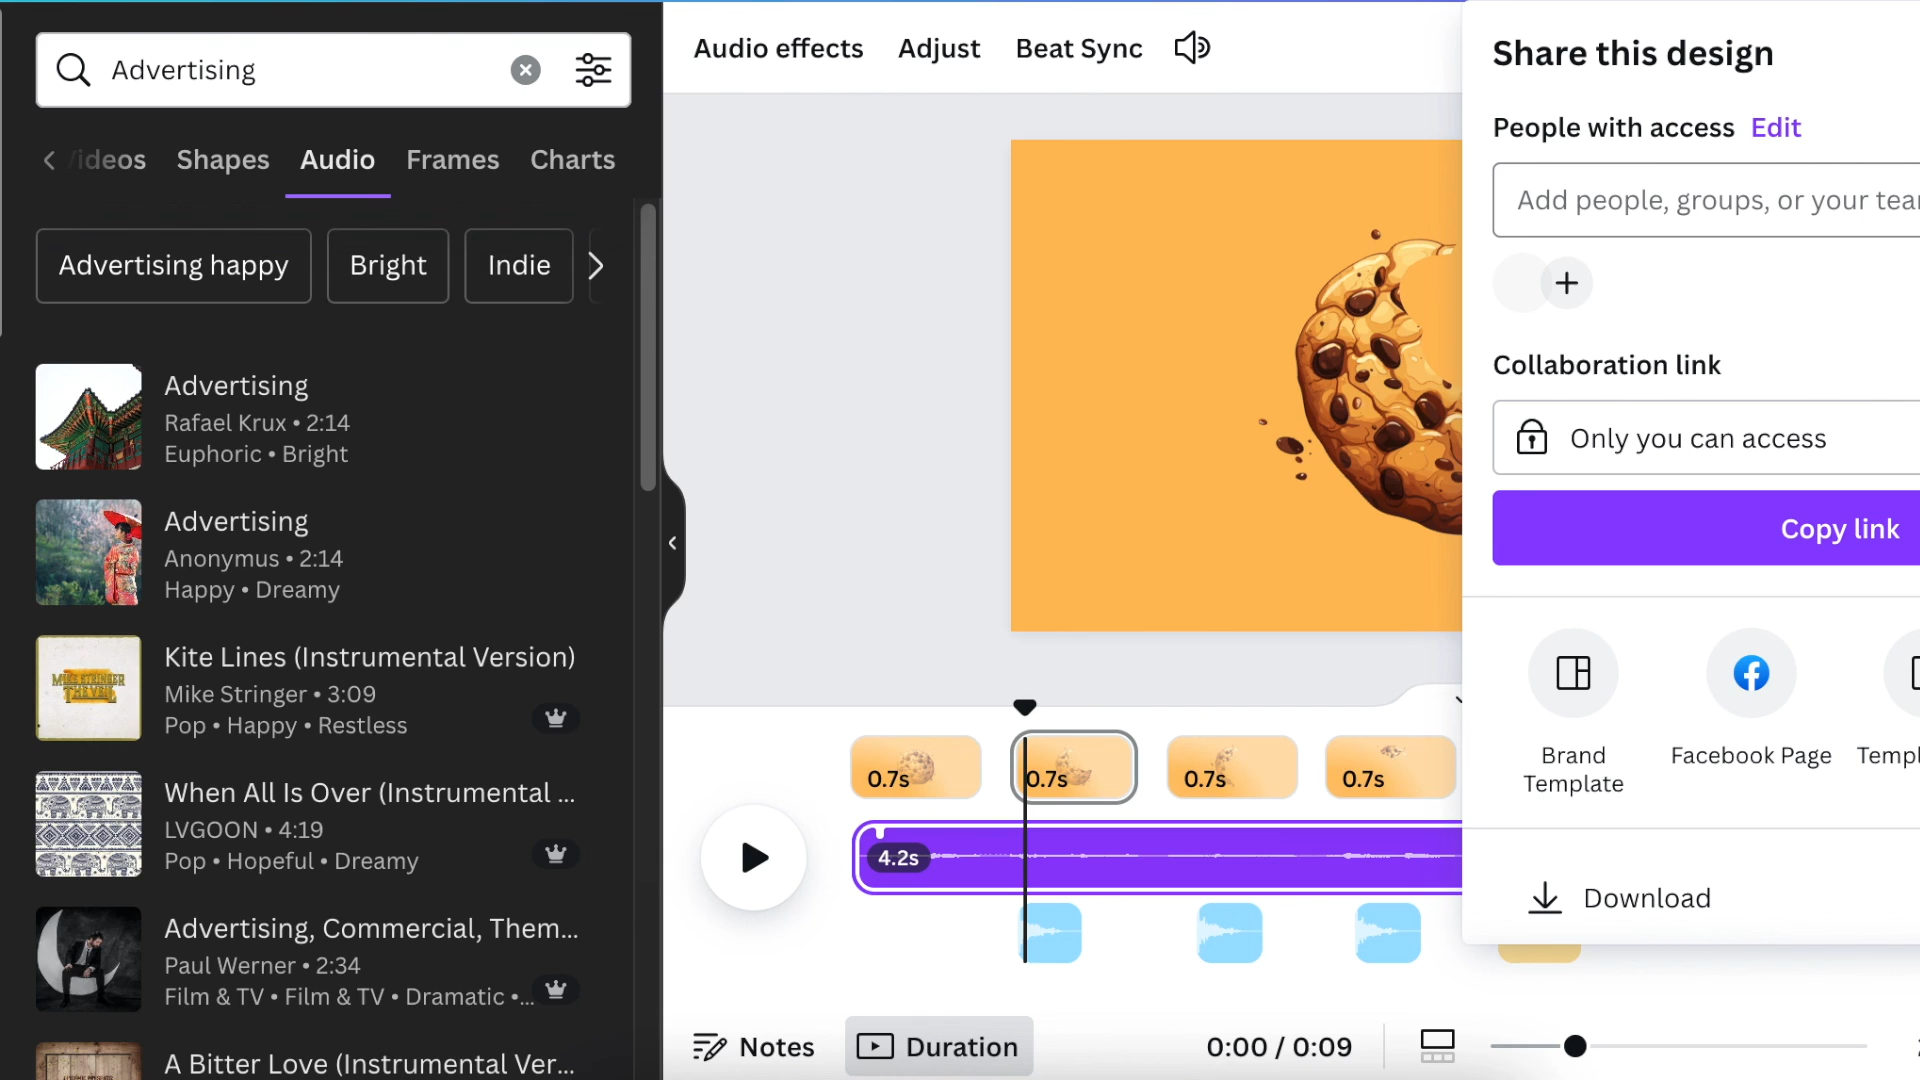 Advertising
Audio effects
Adjust
Beat Sync
Share this design
People with access Edit
Add people, groups, or your tea
Videos
Shapes
Audio
Frames
Charts
Advertising happy
Bright
Indie
Advertising
Rafael Krux • 2:14
Euphoric • Bright
Advertising
Anonymus • 2:14
Happy • Dreamy
MIKE STRINGER
THE VEIL
Kite Lines (Instrumental Version)
Mike Stringer • 3:09
Pop • Happy • Restless
When All Is Over (Instrumental ...
LVGOON • 4:19
Pop • Hopeful • Dreamy
Advertising, Commercial, Them...
Paul Werner • 2:34
Film & TV • Film & TV • Dramatic •...
A Bitter Love (Instrumental Ver...
Collaboration link
Only you can access
Copy link
Brand
Template
Facebook Page
Templ
Download
0.7s
0.7s
0.7s
0.7s
4.2s
Notes
Duration
0:00 / 0:09